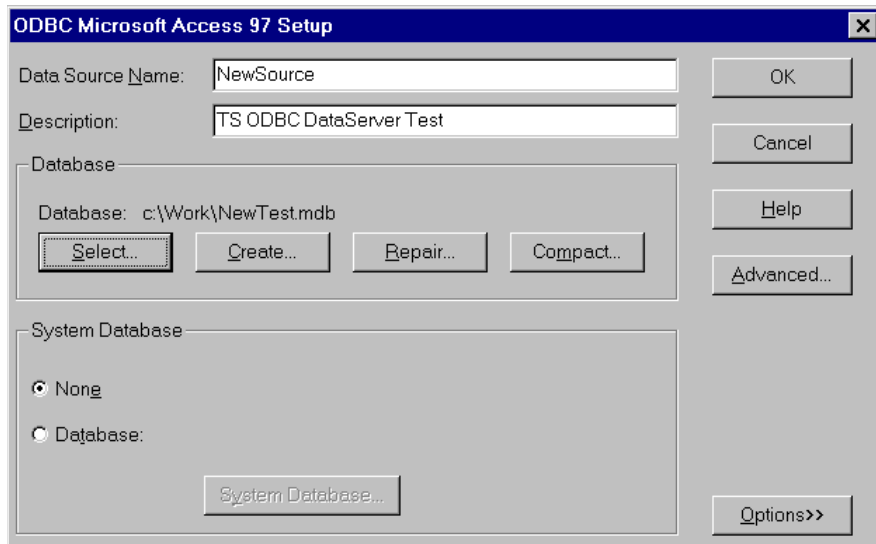 ODBC Microsoft Access 97 Setup
Data Source Name:
NewSource
OK
Description:
TS ODBC DataServer Test
Cancel
Database
Database: c:\Work\NewTest.mdb
Help
Select...
Create...
Repair...
Compact...
Advanced...
System Database
None
Database:
System Database...
Options>>